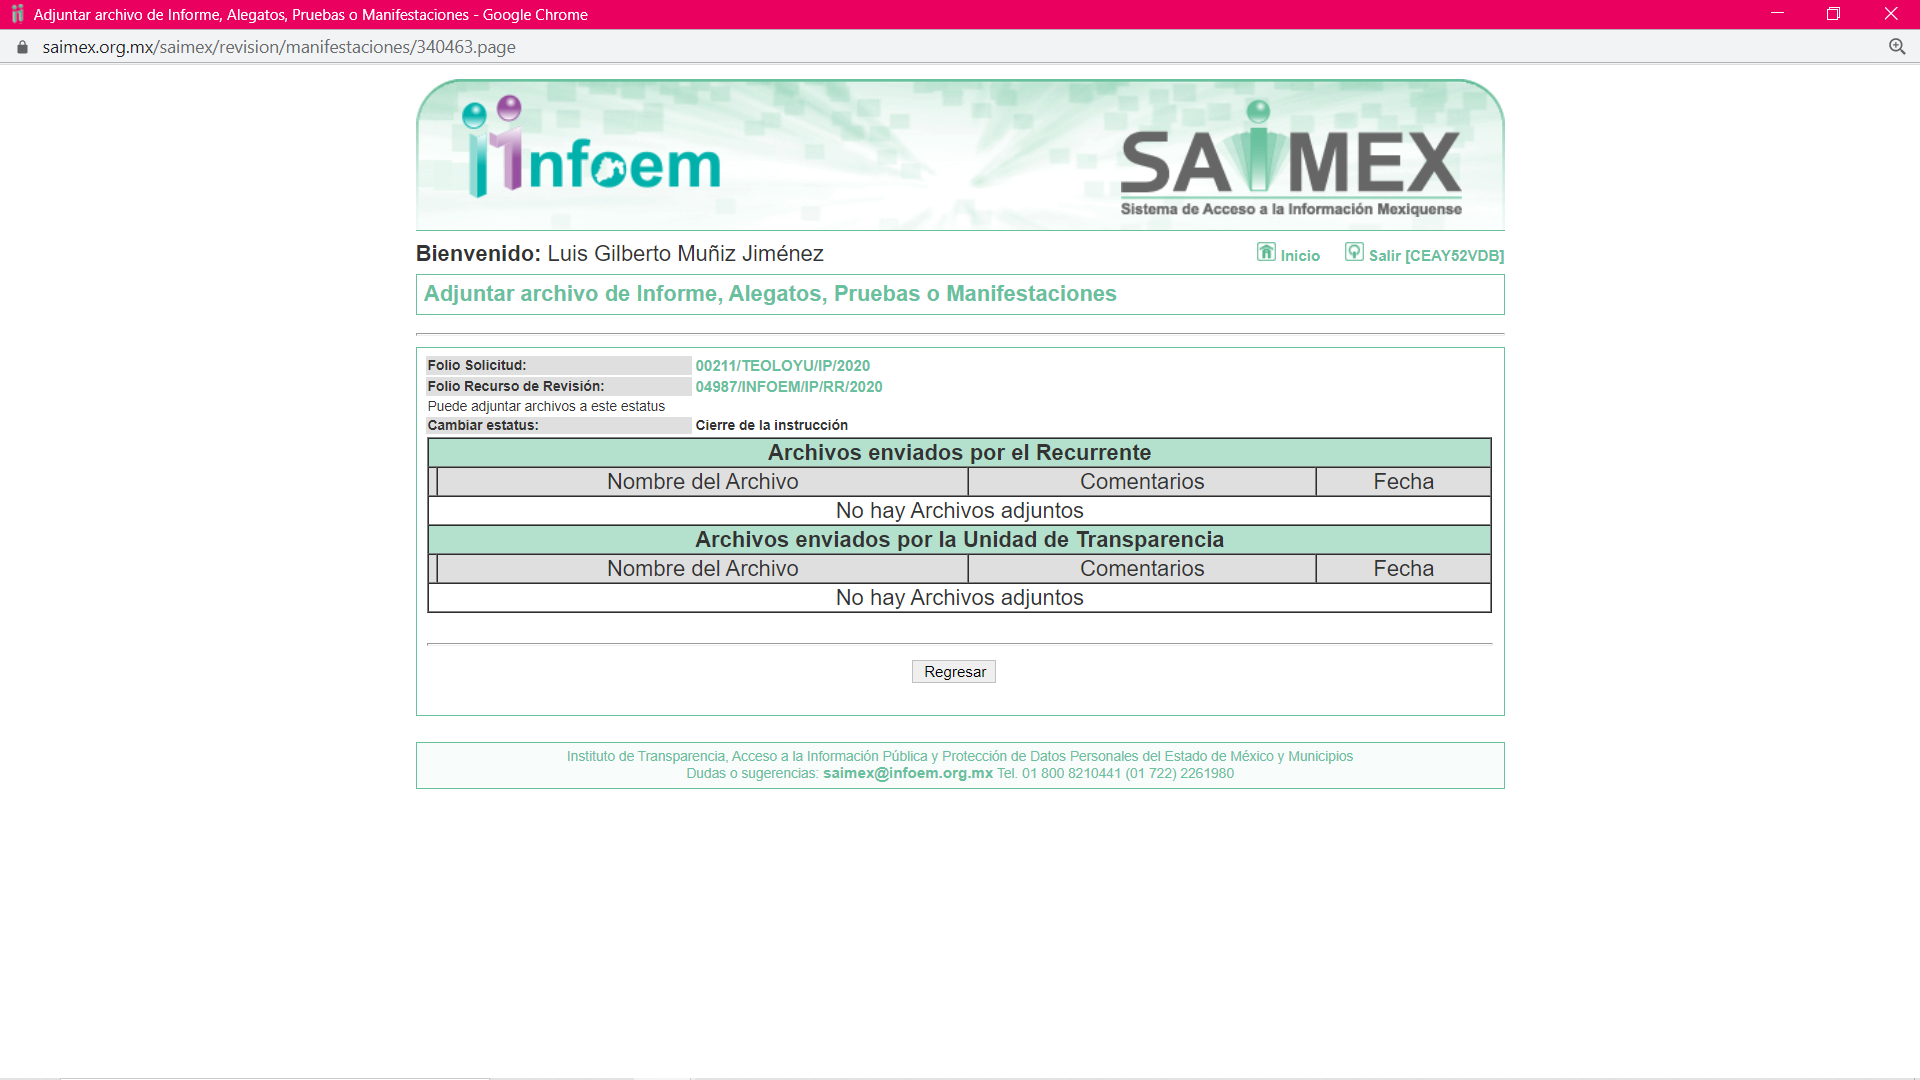 Adjuntar archivo de Informe, Alegatos, Pruebas o Manifestaciones - Google Chrome
saimex.org.mx/saimex/revision/manifestaciones/340463.page
infoem
SAIMEX
Sistema de Acceso a la Información Mexiquense
Bienvenido: Luis Gilberto Muñiz Jiménez
Inicio Salir [CEAY52VDB]
Adjuntar archivo de Informe, Alegatos, Pruebas o Manifestaciones
Folio Solicitud: 00211/TEOLOYU/IP/2020
Folio Recurso de Revisión: 04987/INFOEM/IP/RR/2020
Puede adjuntar archivos a este estatus
Cambiar estatus: Cierre de la instrucción
Archivos enviados por el Recurrente
Nombre del Archivo Comentarios Fecha
No hay Archivos adjuntos
Archivos enviados por la Unidad de Transparencia
Nombre del Archivo Comentarios Fecha
No hay Archivos adjuntos
Regresar
Instituto de Transparencia, Acceso a la Información Pública y Protección de Datos Personales del Estado de México y Municipios
Dudas o sugerencias: saimex@infoem.org.mx Tel. 01 800 8210441 (01 722) 2261980